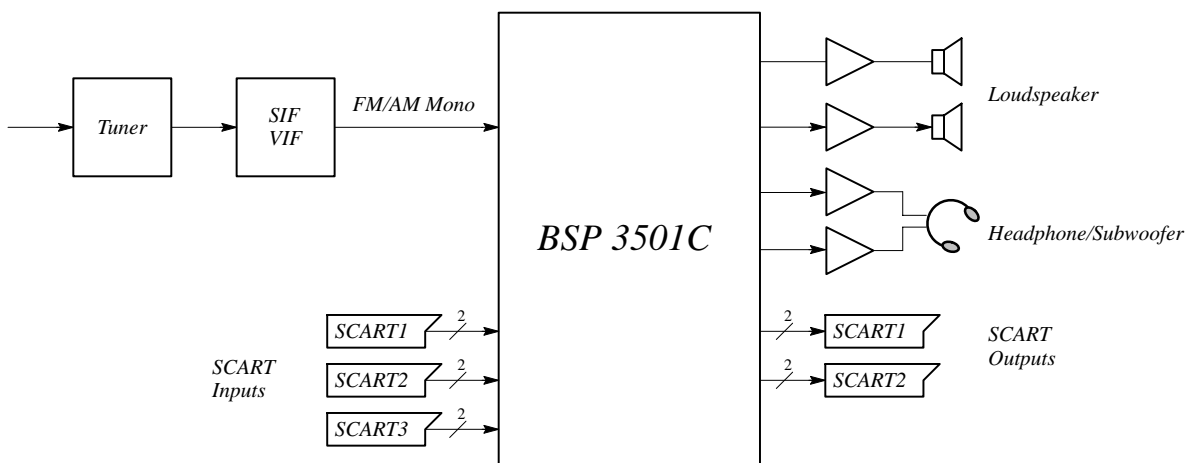 Tuner
SIF
VIF
FM/AM Mono
BSP 3501C
Loudspeaker
Headphone/Subwoofer
SCART
Inputs
SCART1
2
SCART2
2
SCART3
2
2
SCART1
2
SCART2
SCART
Outputs